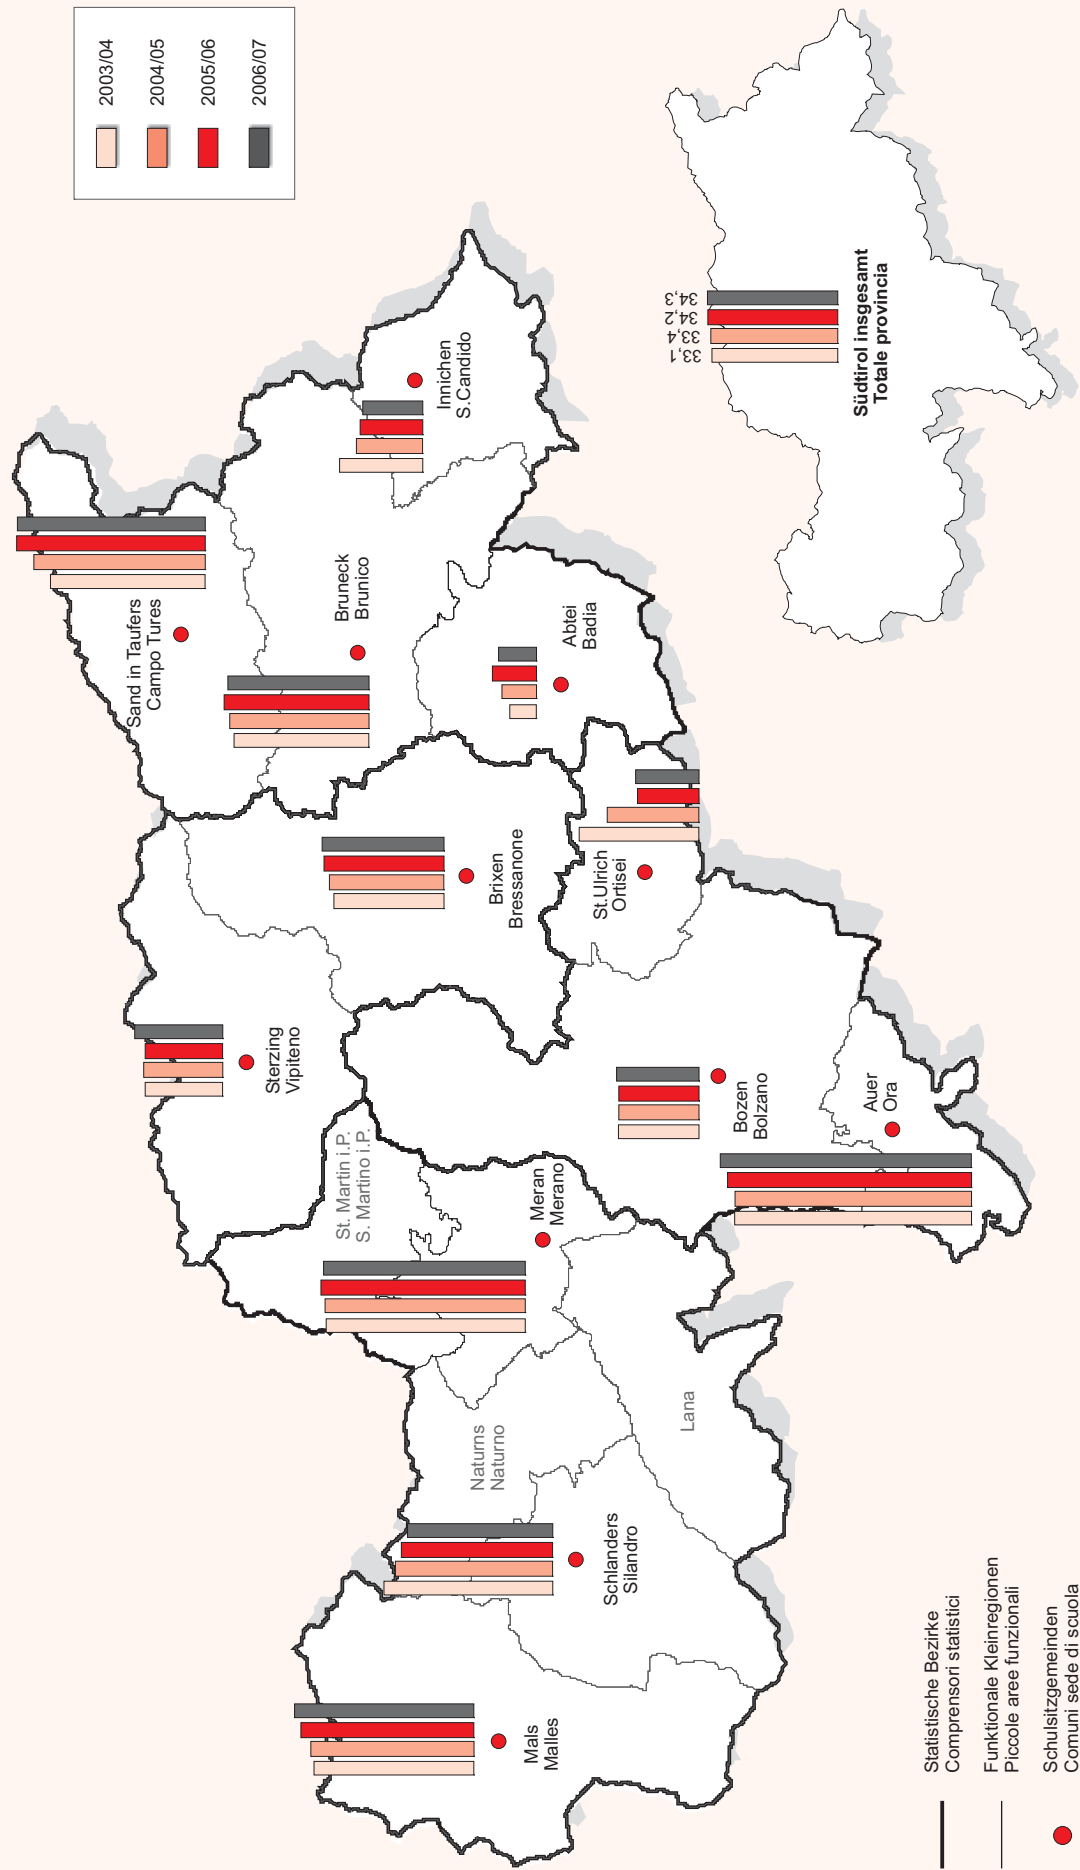 2003/04
2004/05
2005/06
2006/07
Sand in Taufers
Campo Tures
Bruneck
Brunico
Innichen
S.Candido
Abtei
Badia
Sterzing
Vipiteno
Brixen
Bressanone
St.Ulrich
Ortisei
St. Martin i.P.
S. Martino i.P.
Meran
Merano
Bozen
Bolzano
Auer
Ora
Naturns
Naturno
Lana
Schlanders
Silandro
Mals
Malles
33,1
33,4
34,2
34,3
Südtirol insgesamt
Totale provincia
Statistische Bezirke
Comprensori statistici
Funktionale Kleinregionen
Piccole aree funzionali
Schulsitzgemeinden
Comuni sede di scuola